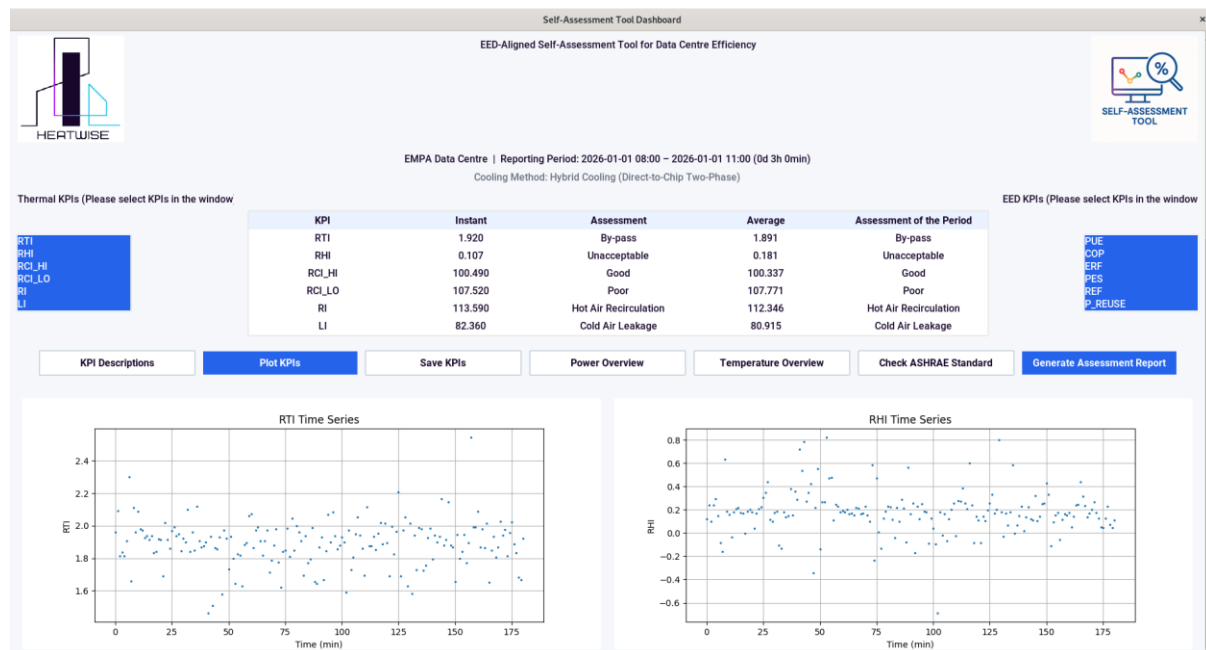 Self-Assessment Tool Dashboard ×
EED-Aligned Self-Assessment Tool for Data Centre Efficiency
HEATWISE
%
SELF-ASSESSMENT
TOOL
EMPA Data Centre | Reporting Period: 2026-01-01 08:00 – 2026-01-01 11:00 (0d 3h 0min)
Cooling Method: Hybrid Cooling (Direct-to-Chip Two-Phase)
Thermal KPIs (Please select KPIs in the window
EED KPIs (Please select KPIs in the window
RTI
RHI
RCI_HI
RCI_LO
RI
LI
KPI Instant Assessment Average Assessment of the Period
RTI 1.920 By-pass 1.891 By-pass
RHI 0.107 Unacceptable 0.181 Unacceptable
RCI_HI 100.490 Good 100.337 Good
RCI_LO 107.520 Poor 107.771 Poor
RI 113.590 Hot Air Recirculation 112.346 Hot Air Recirculation
LI 82.360 Cold Air Leakage 80.915 Cold Air Leakage
PUE
COP
ERF
PES
REF
P_REUSE
KPI Descriptions Plot KPIs Save KPIs Power Overview Temperature Overview Check ASHRAE Standard Generate Assessment Report
RTI Time Series
2.4
2.2
2.0
1.8
1.6
RTI
0 25 50 75 100 125 150 175
Time (min)
RHI Time Series
0.8
0.6
0.4
0.2
0.0
−0.2
−0.4
−0.6
RHI
0 25 50 75 100 125 150 175
Time (min)